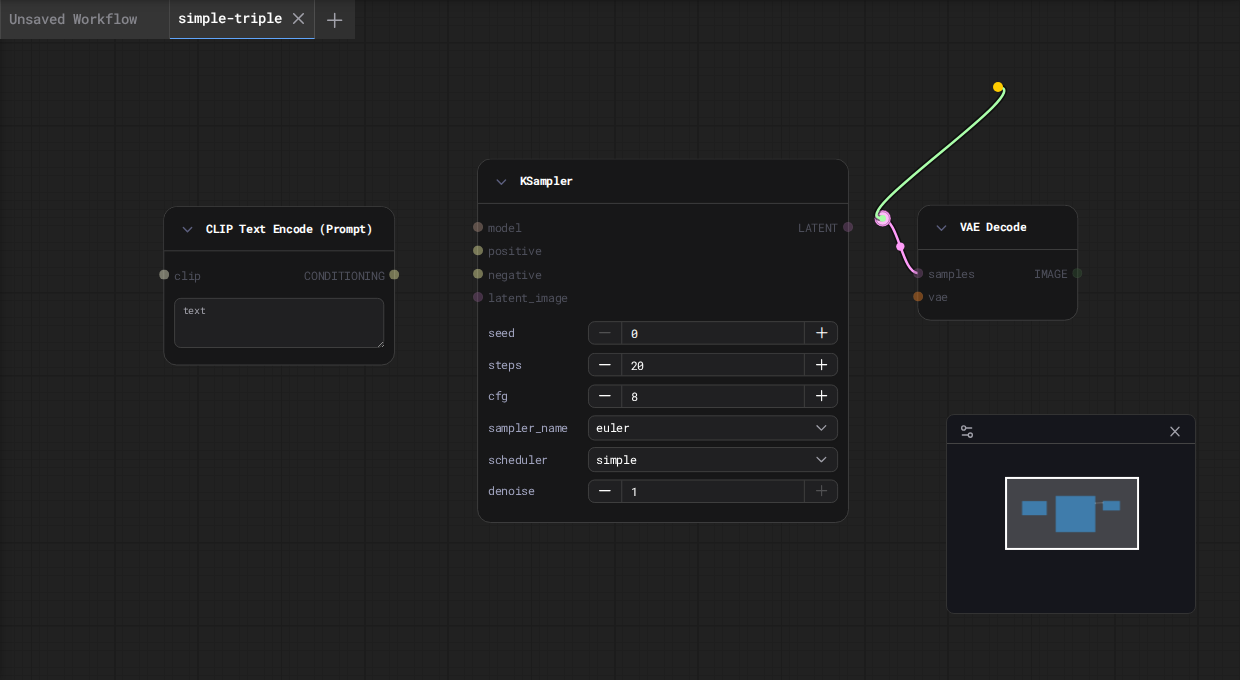 Unsaved Workflow
simple-triple
CLIP Text Encode (Prompt)
clip
CONDITIONING
text
KSampler
model
LATENT
positive
negative
latent_image
seed
0
steps
20
cfg
8
sampler_name
euler
scheduler
simple
denoise
1
VAE Decode
samples
IMAGE
vae